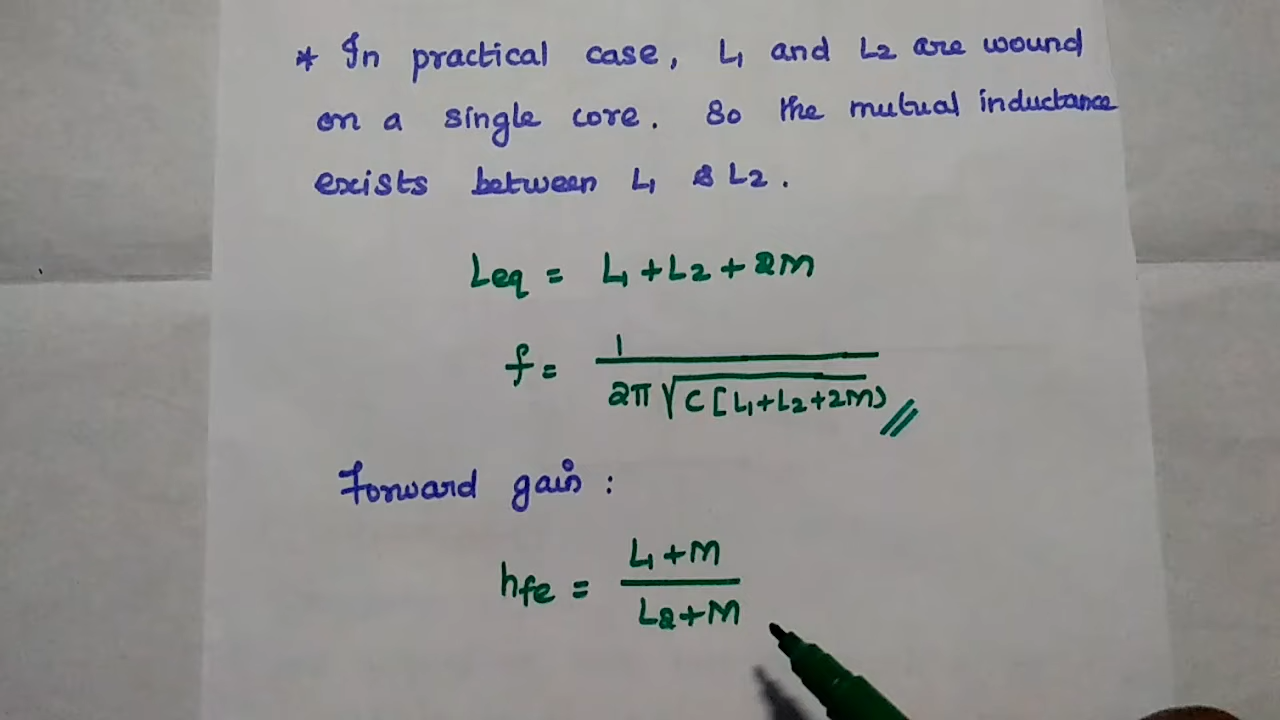 * In practical case, L1 and L2 are wound
on a single core. So the mutual inductance
exists between L1 & L2.
Leq = L1+L2+2M
f = 1
2π √C[L1+L2+2M)
Forward gain :
hfe = L1+M
L2+M